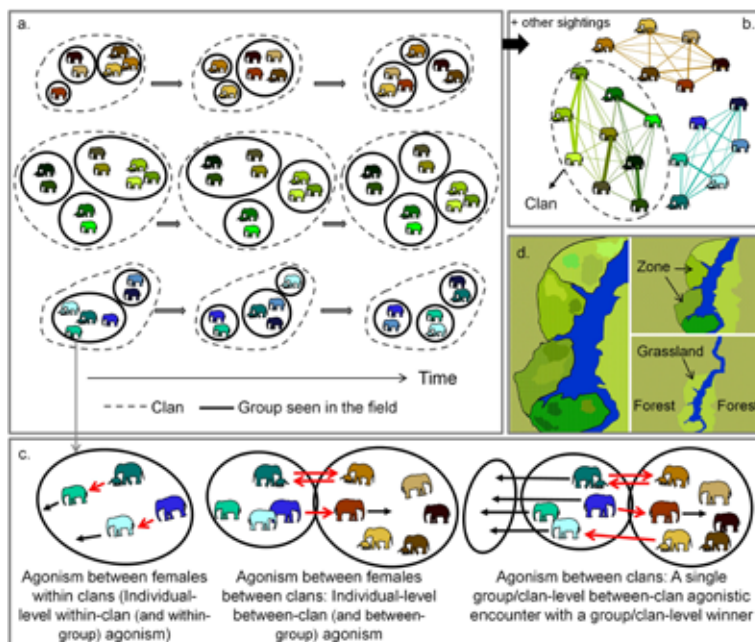 a.
Time
Clan
Group seen in the field
+ other sightings
b.
Clan
d.
Zone
Grassland
Forest
Forest
c.
Agonism between females
within clans (Individual-
level within-clan (and within-
group) agonism)
Agonism between females
between clans: Individual-level
between-clan (and between-
group) agonism
Agonism between clans: A single
group/clan-level between-clan agonistic
encounter with a group/clan-level winner